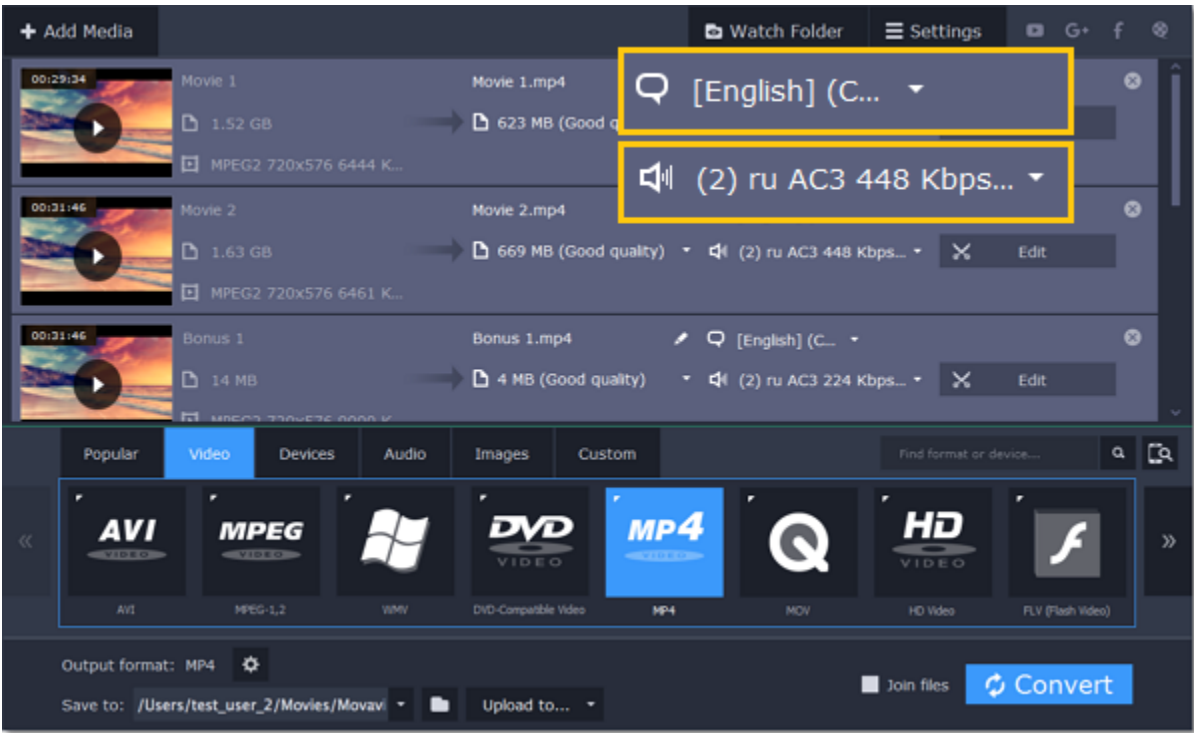 + Add Media
Watch Folder
Settings
G+ f
00:29:34
Movie 1
Movie 1.mp4
[English] (C...
1.52 GB
623 MB (Good q
MPEG2 720x576 6444 K...
(2) ru AC3 448 Kbps...
00:31:46
Movie 2
Movie 2.mp4
1.63 GB
669 MB (Good quality)
(2) ru AC3 448 Kbps...
Edit
MPEG2 720x576 6461 K...
00:31:46
Bonus 1
Bonus 1.mp4
[English] (C...
14 MB
4 MB (Good quality)
(2) ru AC3 224 Kbps...
Edit
Popular
Video
Devices
Audio
Images
Custom
Find format or device....
AVI VIDEO
MPEG VIDEO
DVD VIDEO
MP4 VIDEO
HD VIDEO
AVI
MPEG-1,2
WMV
DVD-Compatible Video
MP4
MOV
HD Video
FLV (Flash Video)
Output format: MP4
Join files
Convert
Save to: /Users/test_user_2/Movies/Movavi
Upload to...